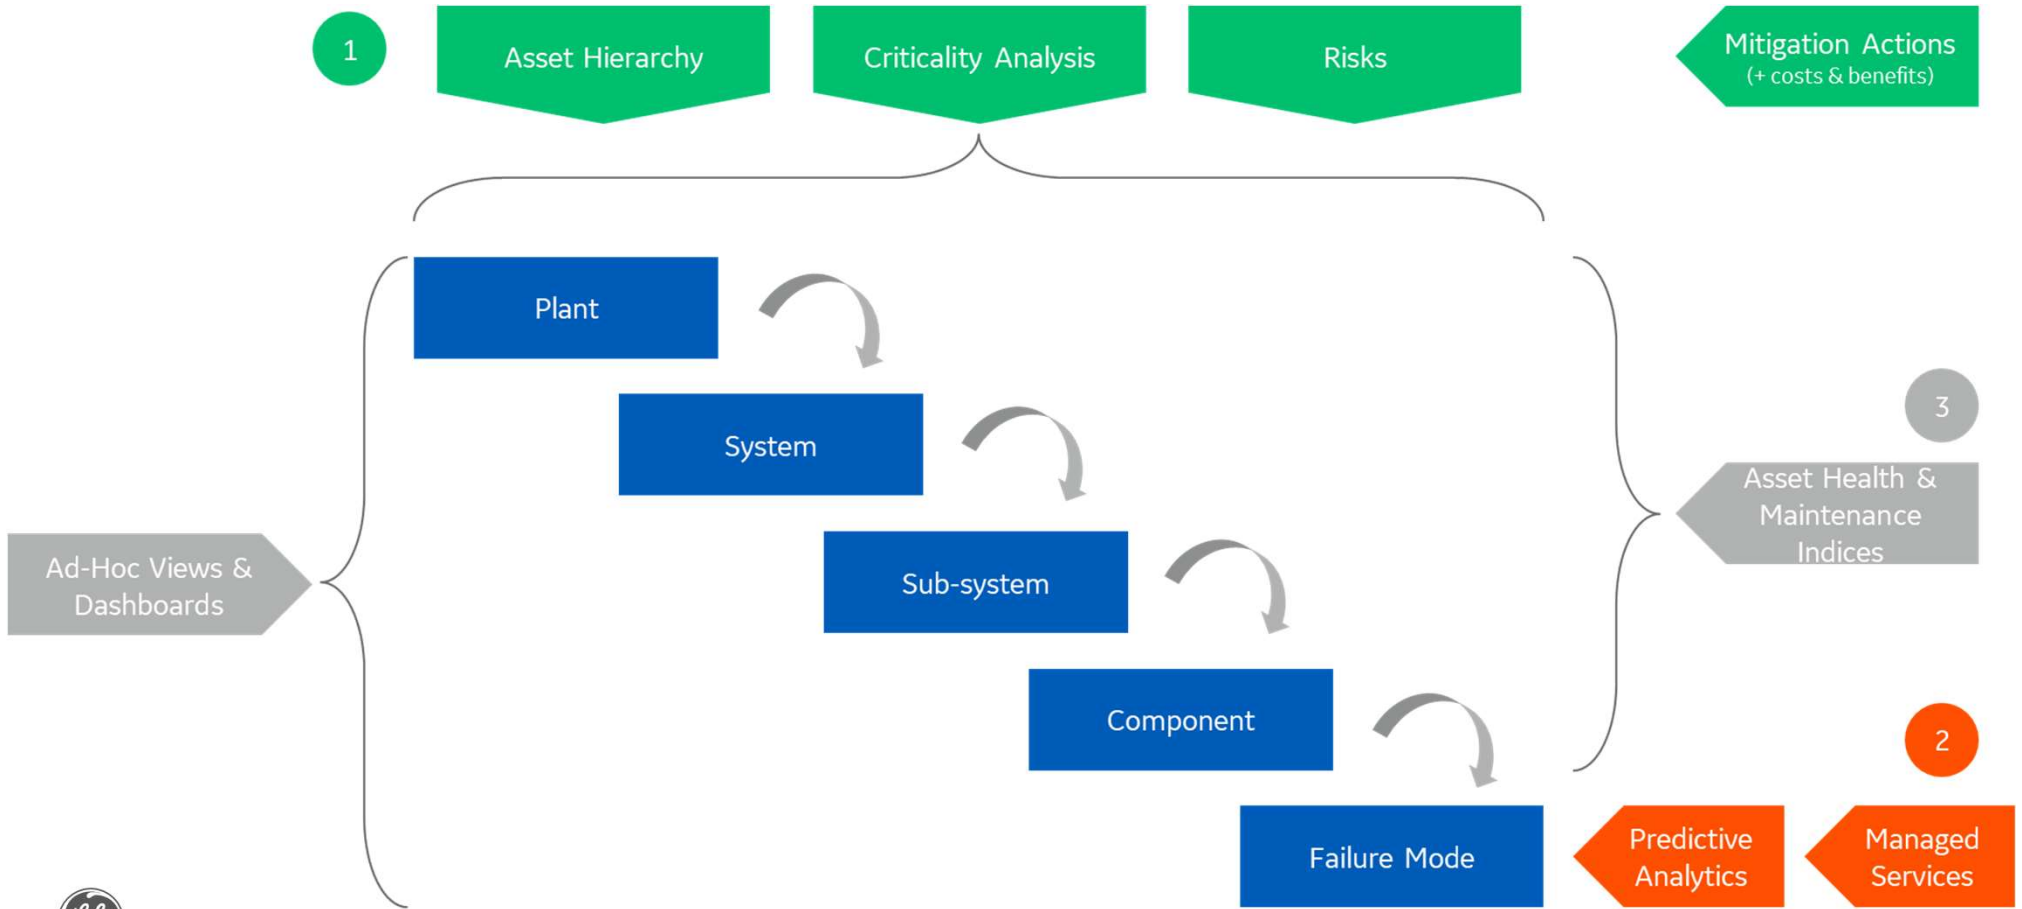 1
Asset Hierarchy
Criticality Analysis
Risks
Mitigation Actions
(+ costs & benefits)
Plant
System
3
Asset Health &
Maintenance
Indices
Ad-Hoc Views &
Dashboards
Sub-system
Component
2
Failure Mode
Predictive
Analytics
Managed
Services